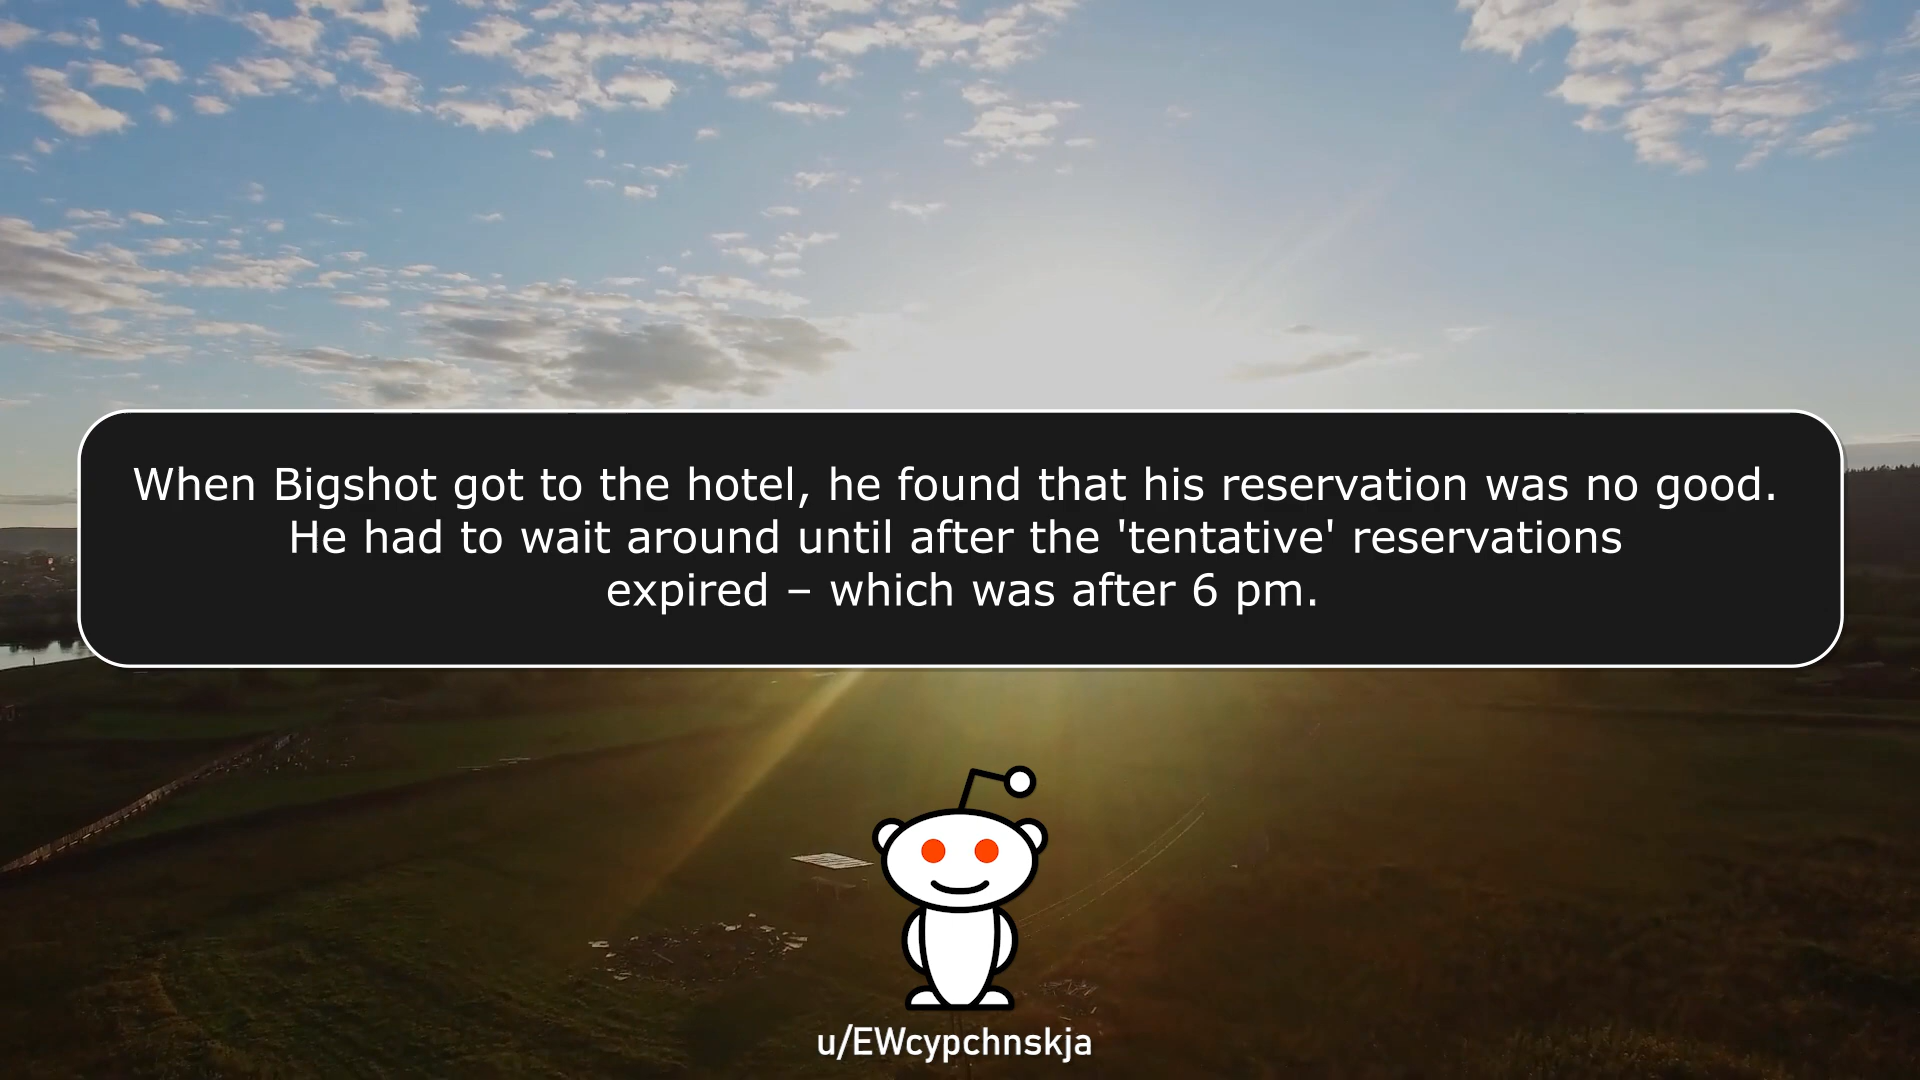 When Bigshot got to the hotel, he found that his reservation was no good.
He had to wait around until after the 'tentative' reservations
expired – which was after 6 pm.
u/EWcypchnskja